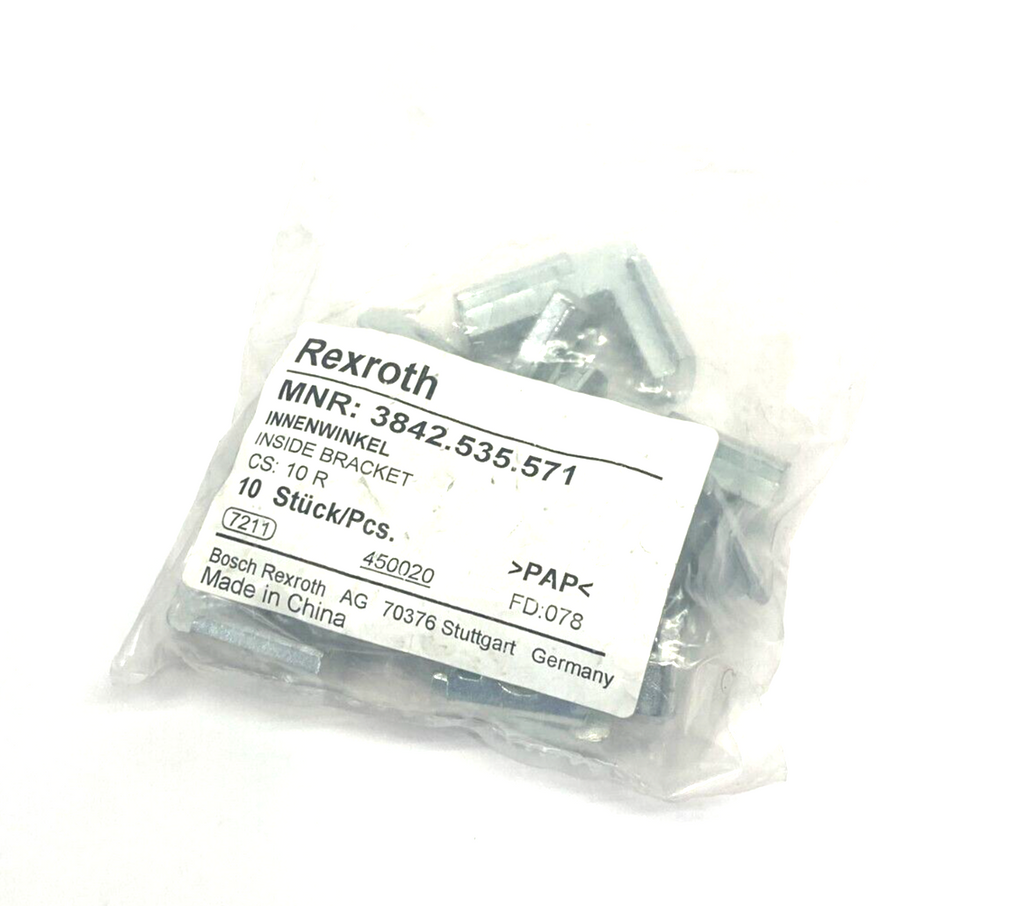 Rexroth
MNR: 3842.535.571
INNENWINKEL
INSIDE BRACKET
CS: 10 R
10 Stück/Pcs.
7211 450020 >PAP<
FD:078
Bosch Rexroth AG 70376 Stuttgart Germany
Made in China